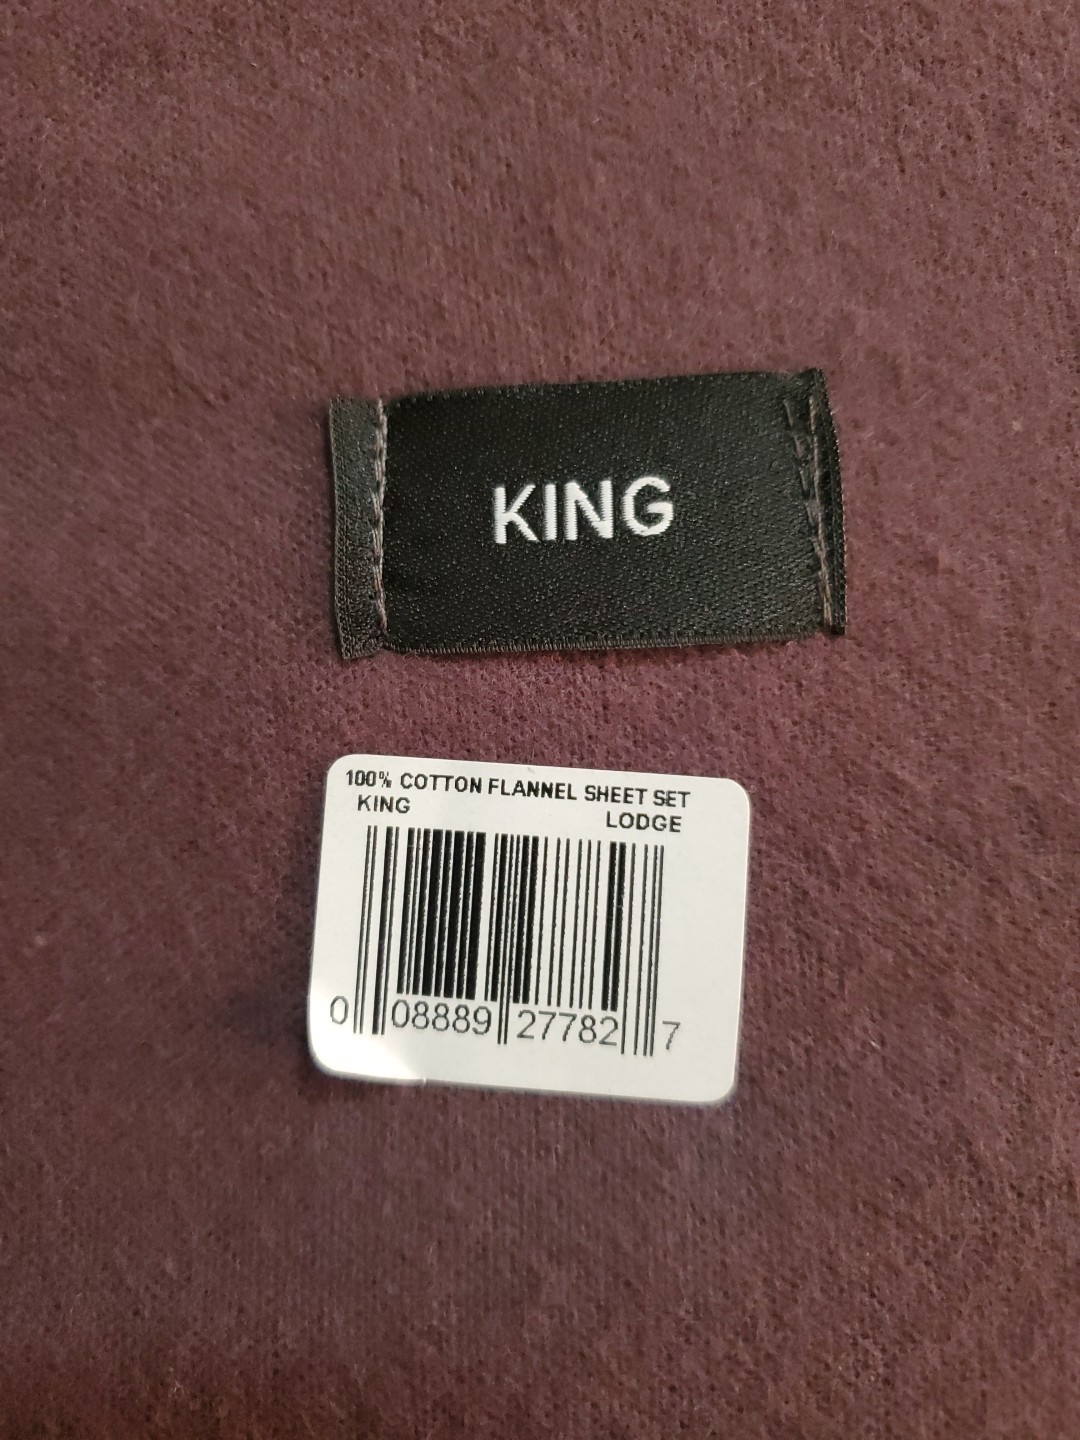 KING
100% COTTON FLANNEL SHEET SET
KING LODGE
0 08889 27782 7